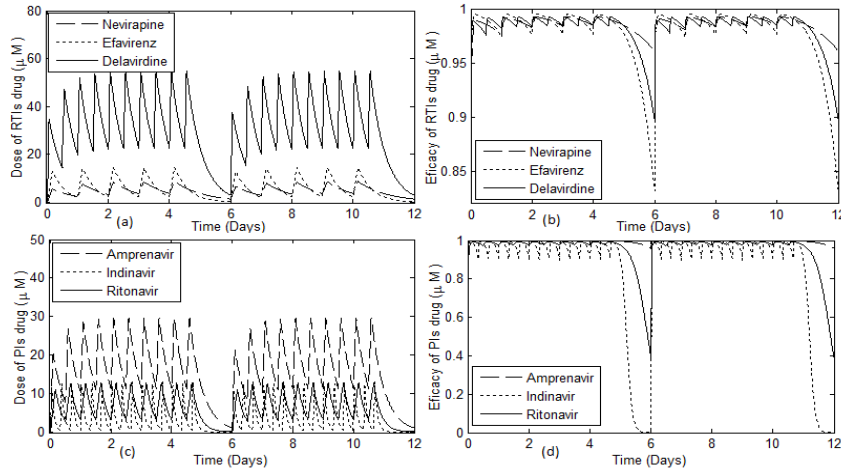 80
60
40
20
0
Dose of RTIs drug (μ M)
Nevirapine
Efavirenz
Delavirdine
(a)
0 2 4 6 8 10 12
Time (Days)
1
0.95
0.9
0.85
Efficacy of RTIs drug (μ M)
Nevirapine
Efavirenz
Delavirdine
(b)
0 2 4 6 8 10 12
Time (Days)
50
40
30
20
10
0
Dose of PIs drug (μ M)
Amprenavir
Indinavir
Ritonavir
(c)
0 2 4 6 8 10 12
Time (Days)
1
0.8
0.6
0.4
0.2
0
Efficacy of PIs drug (μ M)
Amprenavir
Indinavir
Ritonavir
(d)
0 2 4 6 8 10 12
Time (Days)